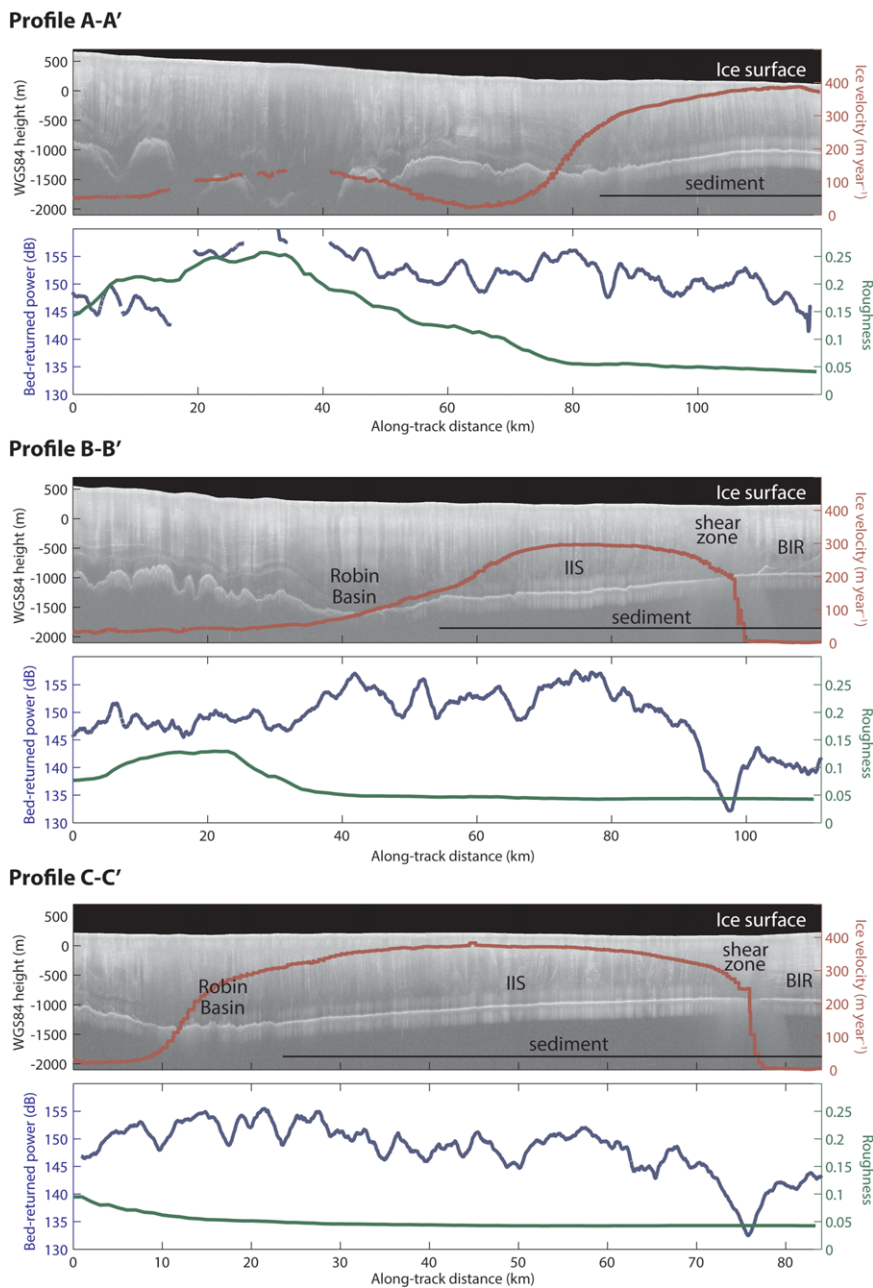 Profile A-A’
500
0
-500
-1000
-1500
-2000
WGS84 height (m)
Ice surface
sediment
400
300
200
100
0
Ice velocity (m year⁻¹)
155
150
145
140
135
130
Bed-returned power (dB)
0.25
0.2
0.15
0.1
0.05
0
Roughness
0 20 40 60 80 100
Along-track distance (km)
Profile B-B’
500
0
-500
-1000
-1500
-2000
WGS84 height (m)
Ice surface
shear
zone
BIR
IIS
Robin
Basin
sediment
400
300
200
100
0
Ice velocity (m year⁻¹)
155
150
145
140
135
130
Bed-returned power (dB)
0.25
0.2
0.15
0.1
0.05
0
Roughness
0 20 40 60 80 100
Along-track distance (km)
Profile C-C’
500
0
-500
-1000
-1500
-2000
WGS84 height (m)
Ice surface
shear
zone
BIR
IIS
Robin
Basin
sediment
400
300
200
100
0
Ice velocity (m year⁻¹)
155
150
145
140
135
130
Bed-returned power (dB)
0.25
0.2
0.15
0.1
0.05
0
Roughness
0 10 20 30 40 50 60 70 80
Along-track distance (km)